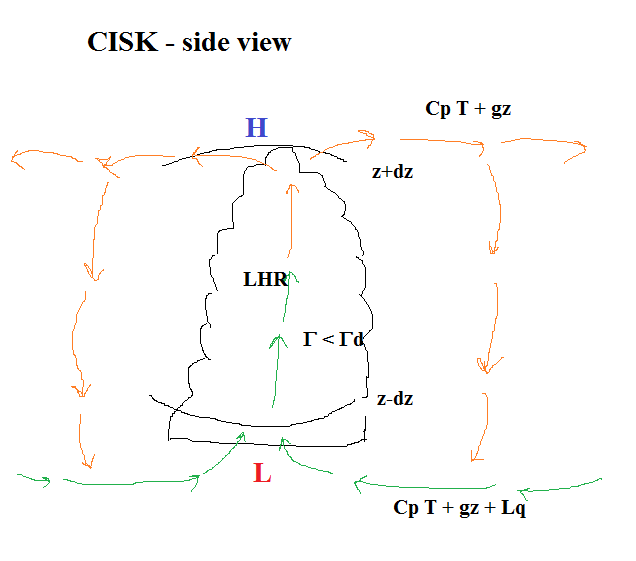 CISK - side view
Cp T + gz
H
z+dz
LHR
Γ < Γd
z-dz
L
Cp T + gz + Lq